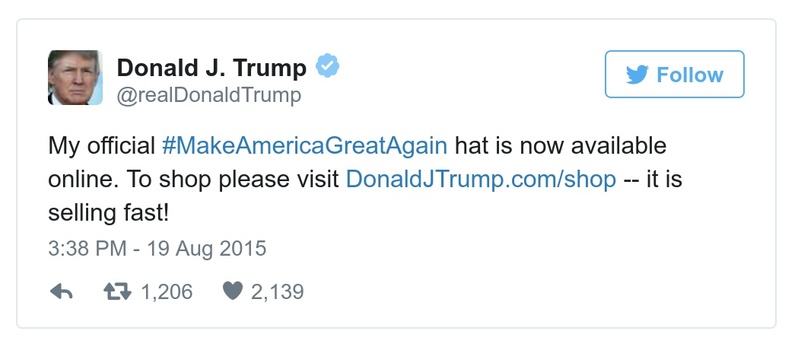 Donald J. Trump
@realDonaldTrump
Follow
My official #MakeAmericaGreatAgain hat is now available
online. To shop please visit DonaldJTrump.com/shop -- it is
selling fast!
3:38 PM - 19 Aug 2015
1,206 2,139